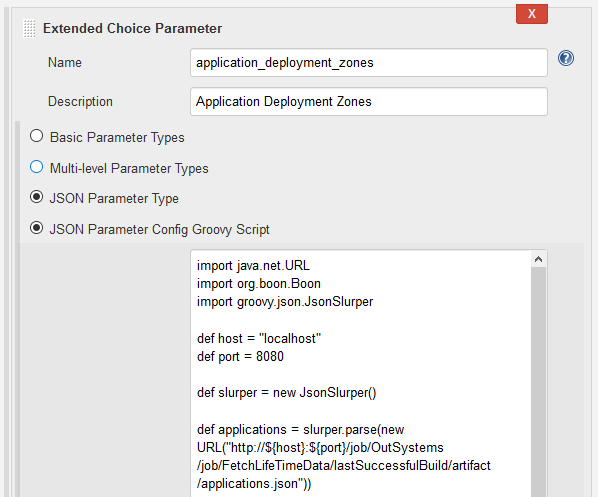 Extended Choice Parameter
X
Name
application_deployment_zones
?
Description
Application Deployment Zones
Basic Parameter Types
Multi-level Parameter Types
JSON Parameter Type
JSON Parameter Config Groovy Script
import java.net.URL
import org.boon.Boon
import groovy.json.JsonSlurper
def host = "localhost"
def port = 8080
def slurper = new JsonSlurper()
def applications = slurper.parse(new
URL("http://${host}:${port}/job/OutSystems
/job/FetchLifeTimeData/lastSuccessfulBuild/artifact
/applications.json"))